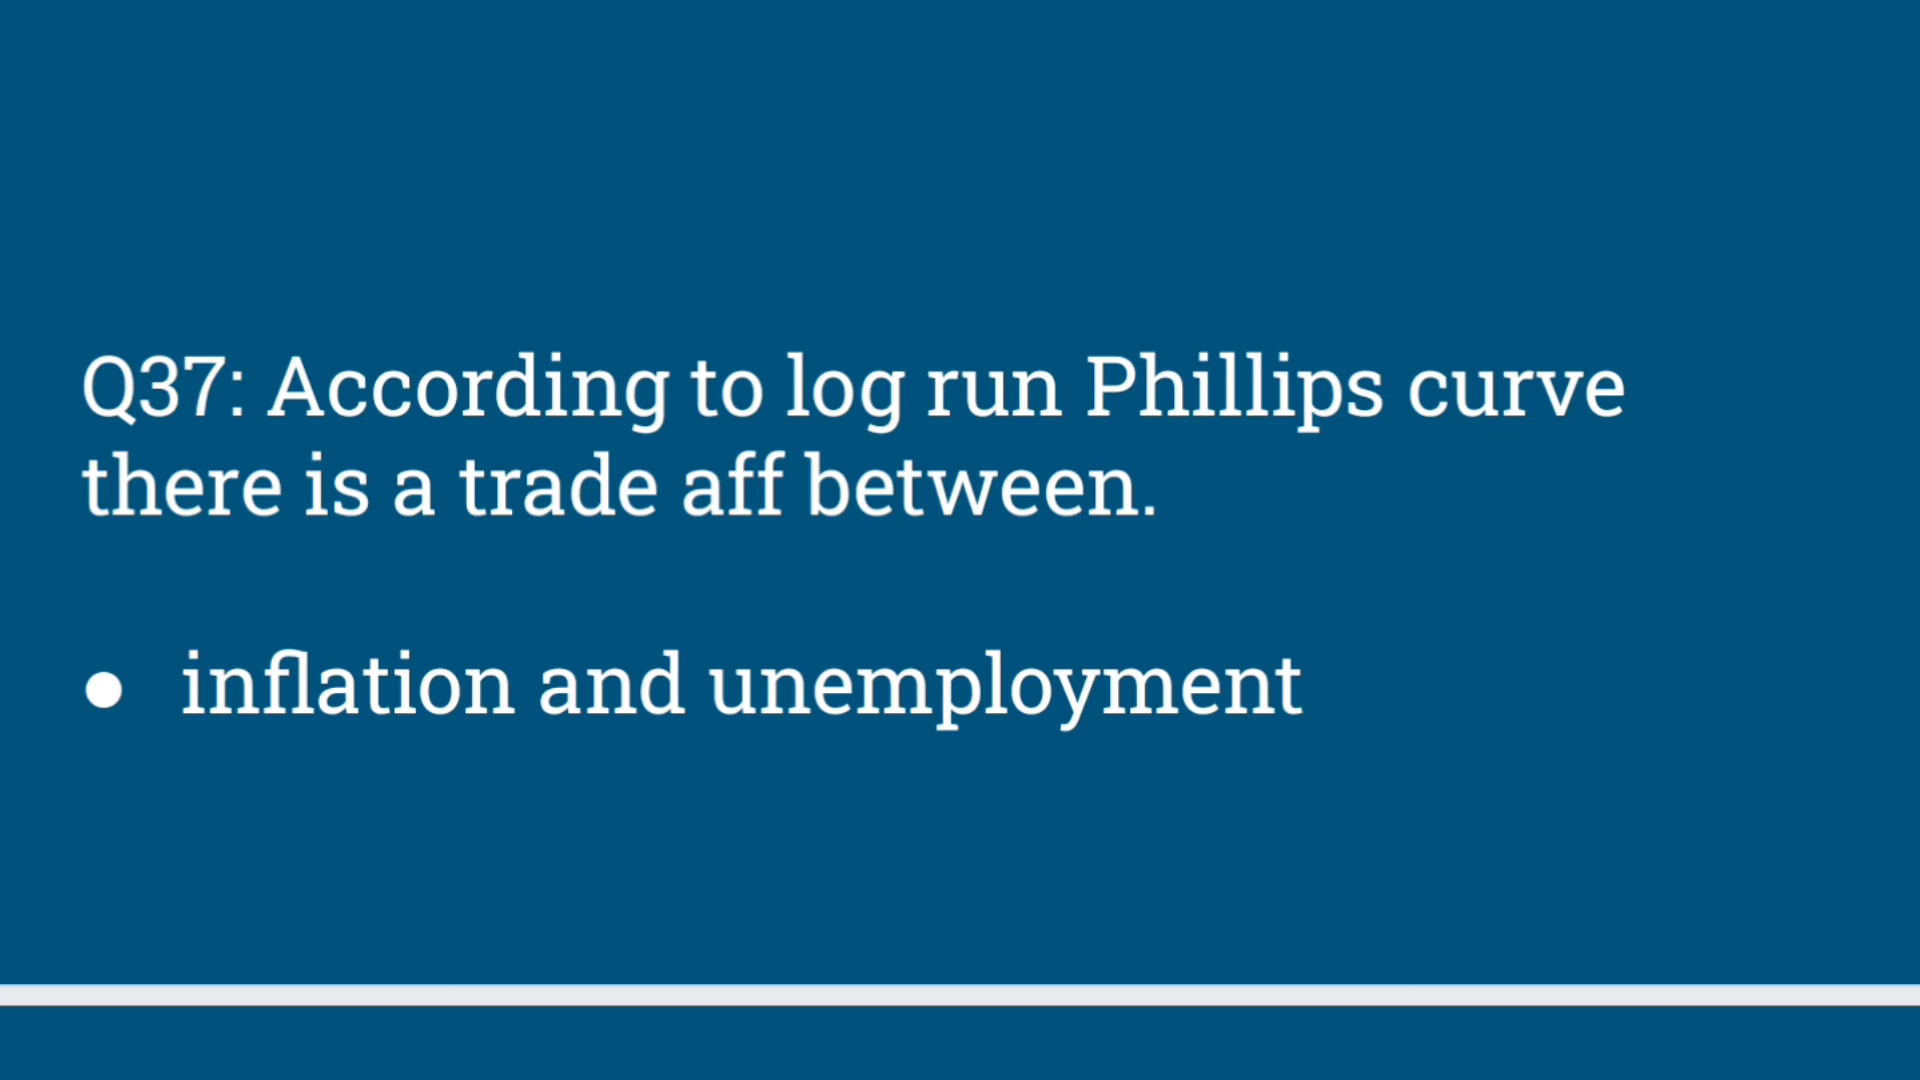 Q37: According to log run Phillips curve
there is a trade aff between.
● inflation and unemployment